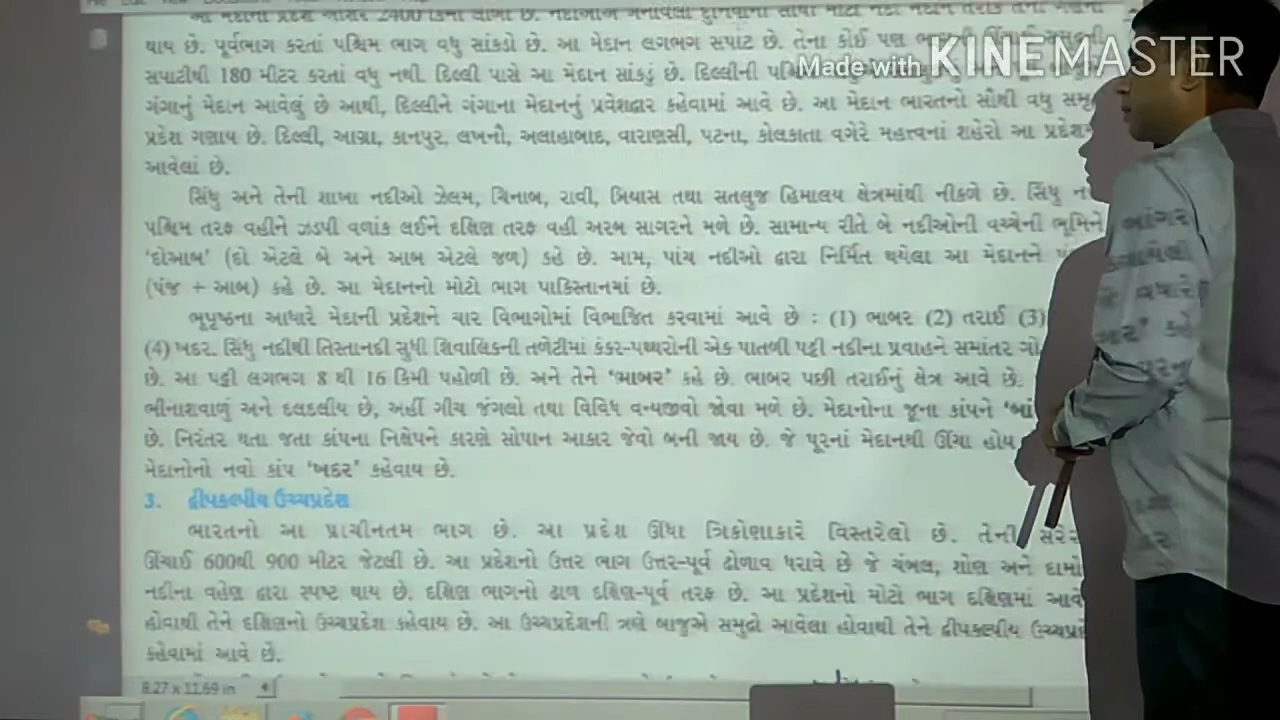 આ નદીના પ્રદેશ આશરે 2400 કિમી લાંબો છે.
થાય છે. પૂર્વભાગ કરતાં પશ્ચિમ ભાગ વધુ સાંકડો છે. આ મેદાન લગભગ સપાટ છે. તેના કોઈ પણ
Made with KINEMASTER
સપાટીથી 180 મીટર કરતાં વધુ નથી. દિલ્લી પાસે આ મેદાન સાંકડું છે. દિલ્લીની
ગંગાનું મેદાન આવેલું છે આથી, દિલ્લીને ગંગાના મેદાનનું પ્રવેશદ્વાર કહેવામાં આવે છે. આ મેદાન ભારતનો સૌથી વધુ
પ્રદેશ ગણાય છે. દિલ્લી, આગ્રા, કાનપુર, લખનૌ, અલાહાબાદ, વારાણસી, પટના, કોલકાતા વગેરે મહત્ત્વનાં શહેરો આ
આવેલાં છે.
સિંધુ અને તેની શાખા નદીઓ ઝેલમ, ચિનાબ, રાવી, બિયાસ તથા સતલુજ હિમાલય ક્ષેત્રમાંથી નીકળે છે. સિંધુ
પશ્ચિમ તરફ વહીને ઝડપી વળાંક લઈને દક્ષિણ તરફ વહી અરબ સાગરને મળે છે. સામાન્ય રીતે બે નદીઓની વચ્ચેની ભૂમિને
‘દોઆબ’ (દો એટલે બે અને આબ એટલે જળ) કહે છે. આમ, પાંચ નદીઓ દ્વારા નિર્મિત થયેલા આ મેદાનને
(પંજ + આબ) કહે છે. આ મેદાનનો મોટો ભાગ પાકિસ્તાનમાં છે.
ભૂપૃષ્ઠના આધારે મેદાની પ્રદેશને ચાર વિભાગોમાં વિભાજિત કરવામાં આવે છે : (1) ભાબર (2) તરાઈ (3)
(4) ખદર. સિંધુ નદીથી તિસ્તાનદી સુધી શિવાલિકની તળેટીમાં કંકર-પથ્થરોની એક પાતળી પટ્ટી નદીના પ્રવાહને સમાંતર
છે. આ પટ્ટી લગભગ 8 થી 16 કિમી પહોળી છે. અને તેને ‘ભાબર’ કહે છે. ભાબર પછી તરાઈનું ક્ષેત્ર આવે છે.
ભીનાશવાળું અને દલદલીય છે, અહીં ગીચ જંગલો તથા વિવિધ વન્યજીવો જોવા મળે છે. મેદાનોના જૂના કાંપને
છે. નિરંતર થતા જતા કાંપના નિક્ષેપને કારણે સોપાન આકાર જેવો બની જાય છે. જે પૂરનાં મેદાનથી ઊંચા હોય
મેદાનોનો નવો કાંપ ‘ખદર’ કહેવાય છે.
3. દ્વીપકલ્પીય ઉચ્ચપ્રદેશ
ભારતનો આ પ્રાચીનતમ ભાગ છે. આ પ્રદેશ ઊંધા ત્રિકોણાકારે વિસ્તરેલો છે. તેની
ઊંચાઈ 600થી 900 મીટર જેટલી છે. આ પ્રદેશનો ઉત્તર ભાગ ઉત્તર-પૂર્વ ઢોળાવ ધરાવે છે જે ચંબલ, શોણ અને
નદીના વહેણ દ્વારા સ્પષ્ટ થાય છે. દક્ષિણ ભાગનો ઢાળ દક્ષિણ-પૂર્વ તરફ છે. આ પ્રદેશનો મોટો ભાગ દક્ષિણમાં
હોવાથી તેને દક્ષિણનો ઉચ્ચપ્રદેશ કહેવાય છે. આ ઉચ્ચપ્રદેશની ત્રણે બાજુએ સમુદ્રો આવેલા હોવાથી તેને દ્વીપકલ્પીય
કહેવામાં આવે છે.
8.27 x 11.69 in